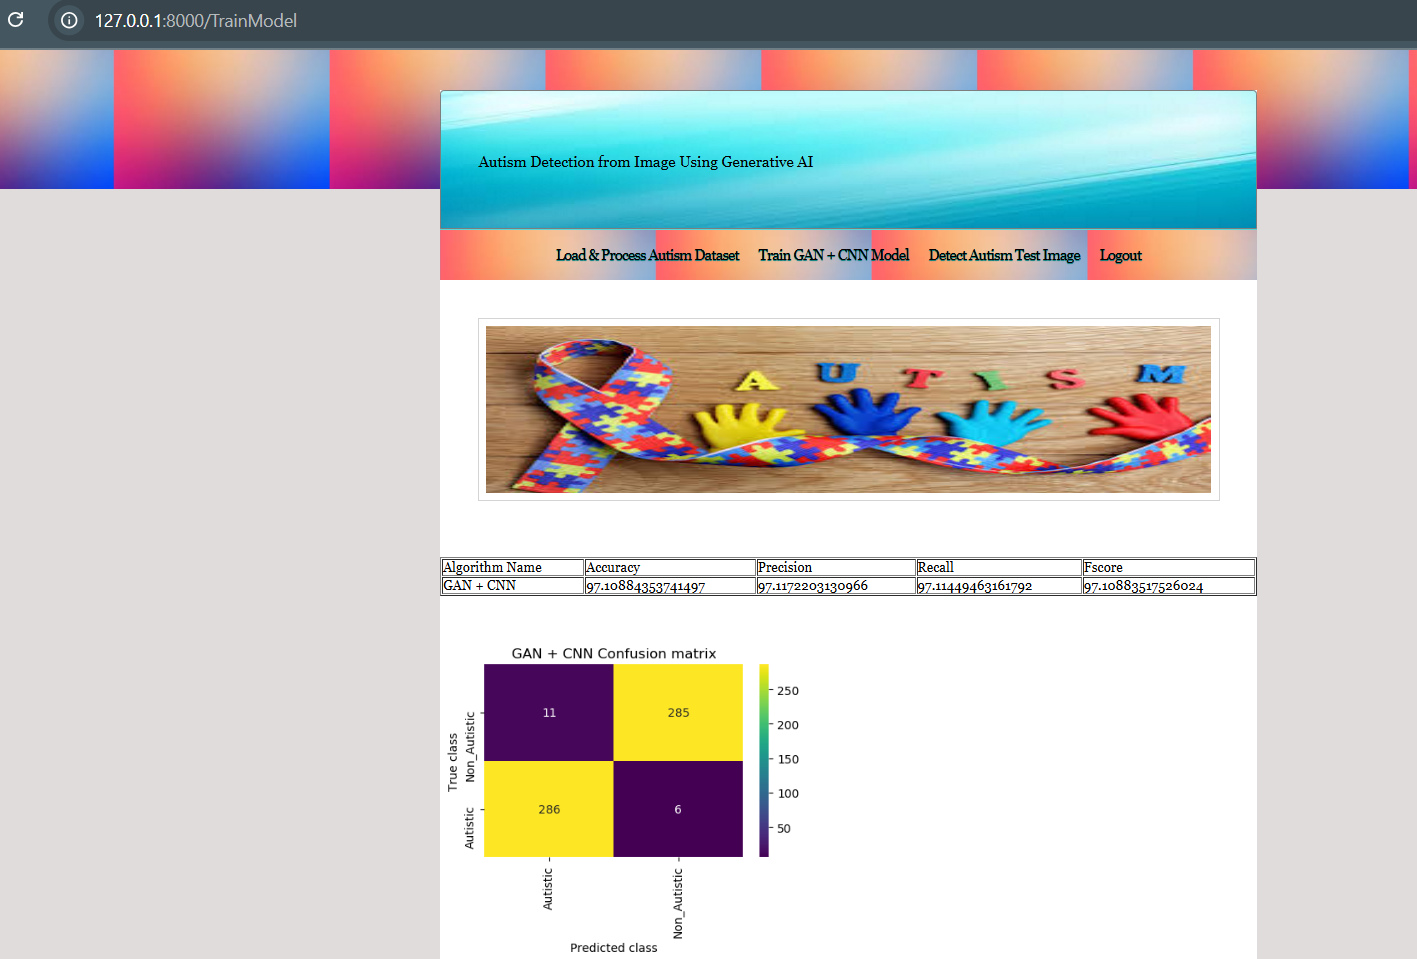 127.0.0.1:8000/TrainModel
Autism Detection from Image Using Generative AI
Load & Process Autism Dataset Train GAN + CNN Model Detect Autism Test Image Logout
A U T I S M
Algorithm Name Accuracy Precision Recall Fscore
GAN + CNN 97.10884353741497 97.1172203130966 97.11449463161792 97.10883517526024
GAN + CNN Confusion matrix
True class
Non_Autistic
11 285
Autistic
286 6
250
200
150
100
50
Autistic
Non_Autistic
Predicted class